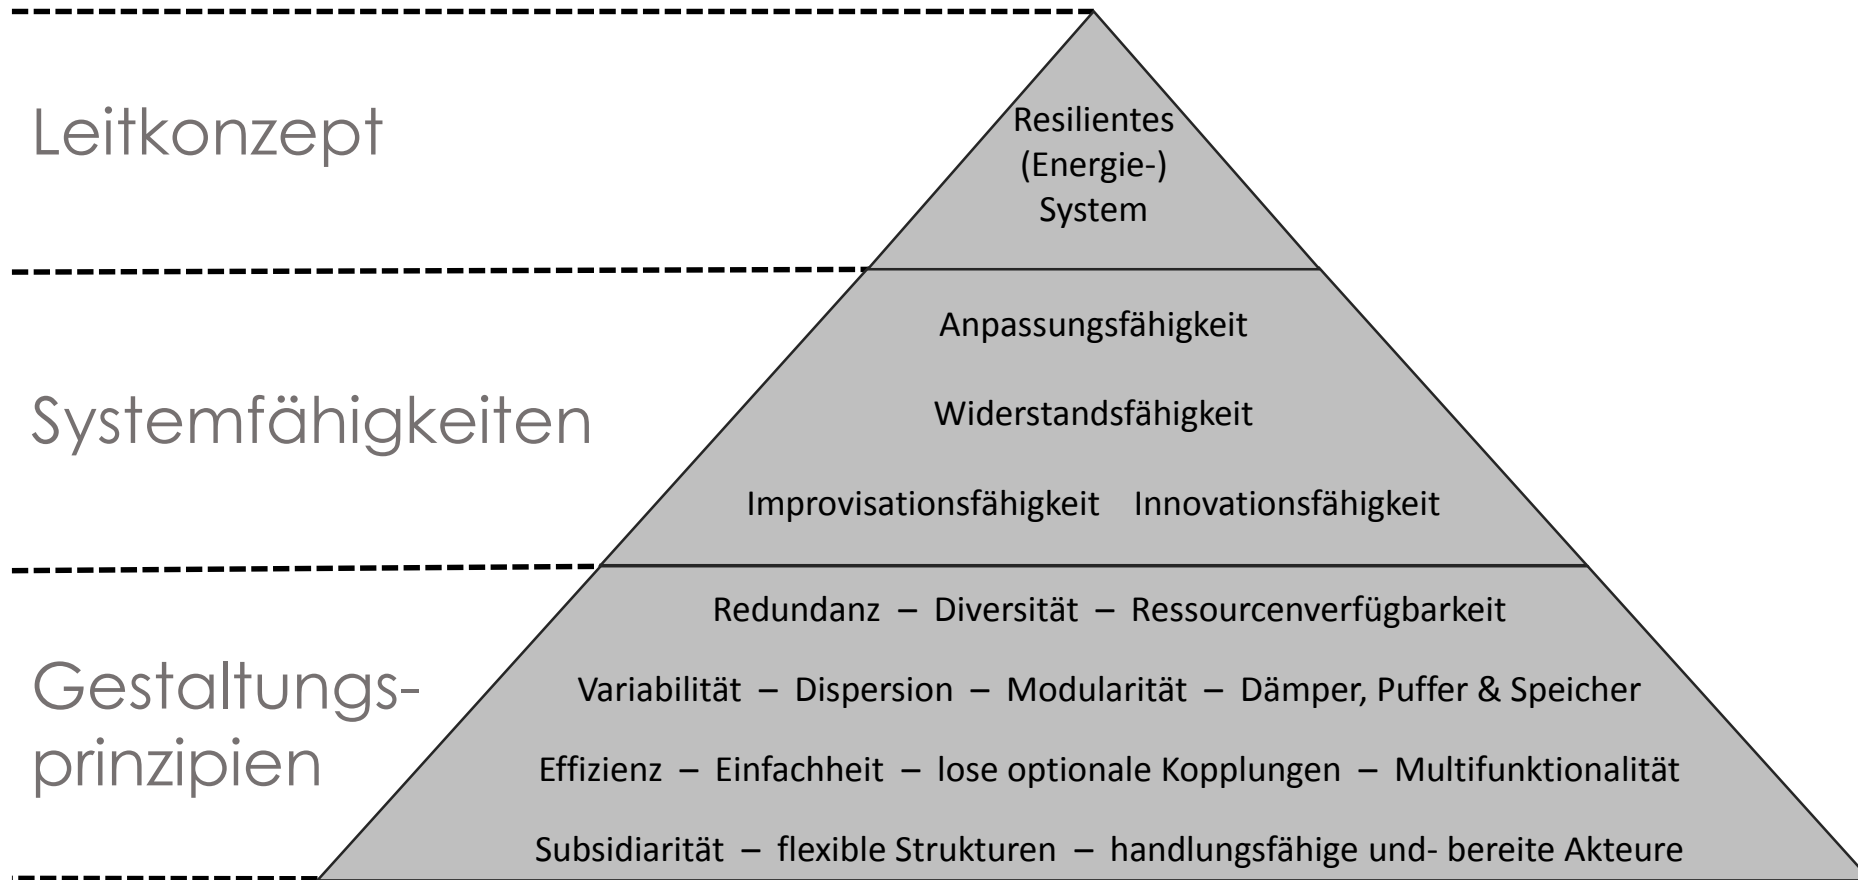 Leitkonzept
Resilientes
(Energie-)
System
Systemfähigkeiten
Anpassungsfähigkeit
Widerstandsfähigkeit
Improvisationsfähigkeit Innovationsfähigkeit
Gestaltungs-
prinzipien
Redundanz – Diversität – Ressourcenverfügbarkeit
Variabilität – Dispersion – Modularität – Dämper, Puffer & Speicher
Effizienz – Einfachheit – lose optionale Kopplungen – Multifunktionalität
Subsidiarität – flexible Strukturen – handlungsfähige und- bereite Akteure